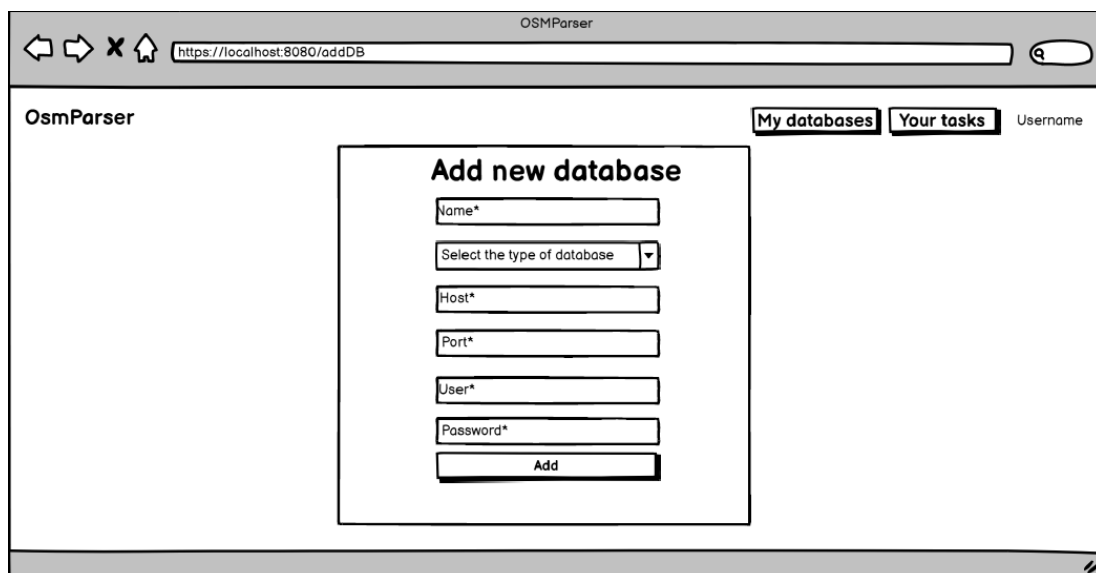 OSMParser
https://localhost:8080/addDB
OsmParser
My databases
Your tasks
Username
Add new database
Name*
Select the type of database
Host*
Port*
User*
Password*
Add